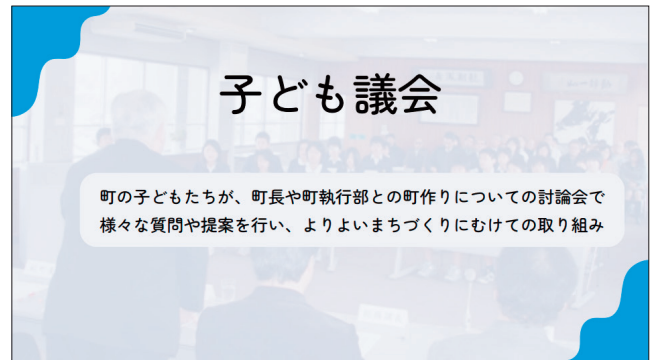 子ども議会
町の子どもたちが、町長や町執行部との町作りについての討論会で
様々な質問や提案を行い、よりよいまちづくりにむけての取り組み